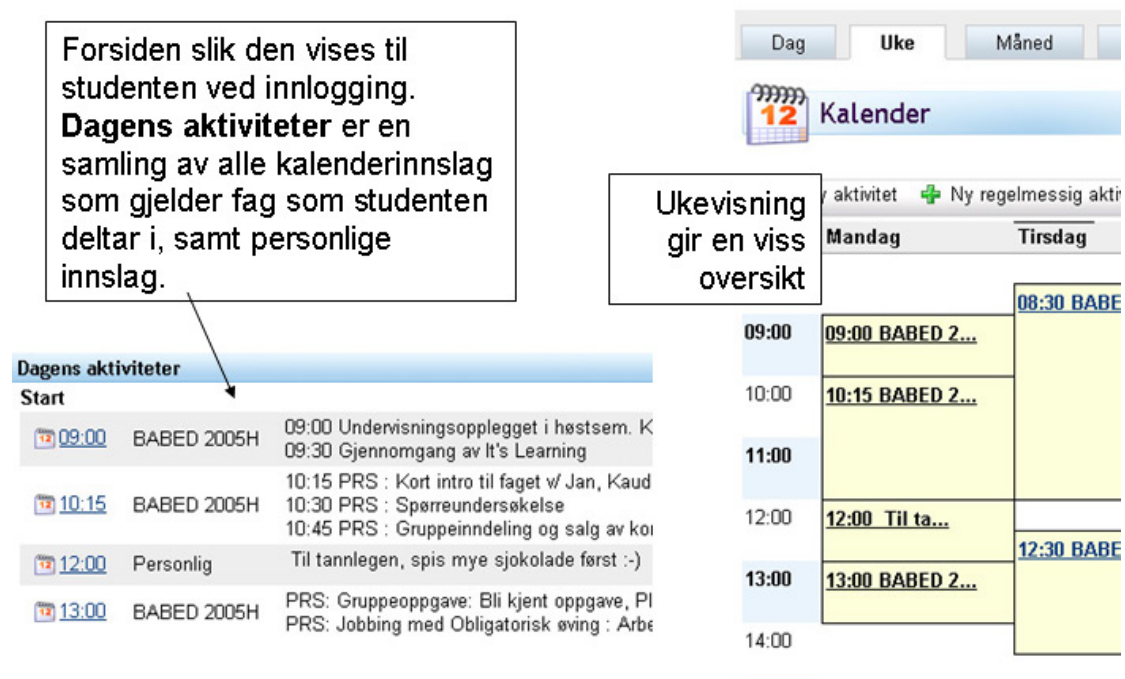 Forsiden slik den vises til
studenten ved innlogging.
Dagens aktiviteter er en
samling av alle kalenderinnslag
som gjelder fag som studenten
deltar i, samt personlige
innslag.
Dagens aktiviteter
Start
09:00 BABED 2005H 09:00 Undervisningsopplegget i høstsem. K
09:30 Gjennomgang av It's Learning
10:15 BABED 2005H 10:15 PRS : Kort intro til faget w/ Jan, Kaud
10:30 PRS : Spørreundersøkelse
10:45 PRS : Gruppeinndeling og salg av kor
12:00 Personlig Til tannlegen, spis mye sjokolade først :-)
13:00 BABED 2005H PRS: Gruppeoppgave: Bli kjent oppgave, Pl
PRS: Jobbing med Obligatorisk øving : Arbe
Dag Uke Måned
12 Kalender
aktivitet Ny regelmessig aktiv
Ukevisning
gir en viss
oversikt
Mandag Tirsdag
08:30 BABE
09:00 09:00 BABED 2...
10:00 10:15 BABED 2...
11:00
12:00 12:00 Til ta...
12:30 BABE
13:00 13:00 BABED 2...
14:00